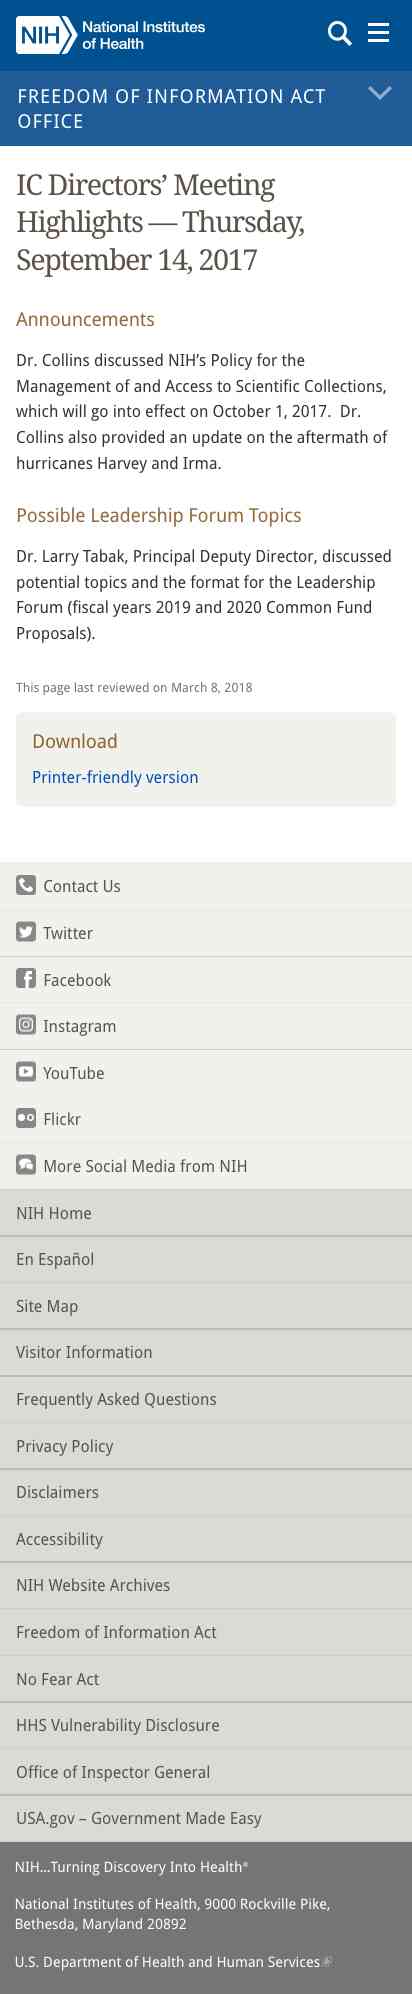 NIH National Institutes
of Health
FREEDOM OF INFORMATION ACT
OFFICE
IC Directors’ Meeting
Highlights — Thursday,
September 14, 2017
Announcements
Dr. Collins discussed NIH’s Policy for the
Management of and Access to Scientific Collections,
which will go into effect on October 1, 2017.  Dr.
Collins also provided an update on the aftermath of
hurricanes Harvey and Irma.
Possible Leadership Forum Topics
Dr. Larry Tabak, Principal Deputy Director, discussed
potential topics and the format for the Leadership
Forum (fiscal years 2019 and 2020 Common Fund
Proposals).
This page last reviewed on March 8, 2018
Download
Printer-friendly version
Contact Us
Twitter
Facebook
Instagram
YouTube
Flickr
More Social Media from NIH
NIH Home
En Español
Site Map
Visitor Information
Frequently Asked Questions
Privacy Policy
Disclaimers
Accessibility
NIH Website Archives
Freedom of Information Act
No Fear Act
HHS Vulnerability Disclosure
Office of Inspector General
USA.gov – Government Made Easy
NIH…Turning Discovery Into Health®
National Institutes of Health, 9000 Rockville Pike,
Bethesda, Maryland 20892
U.S. Department of Health and Human Services